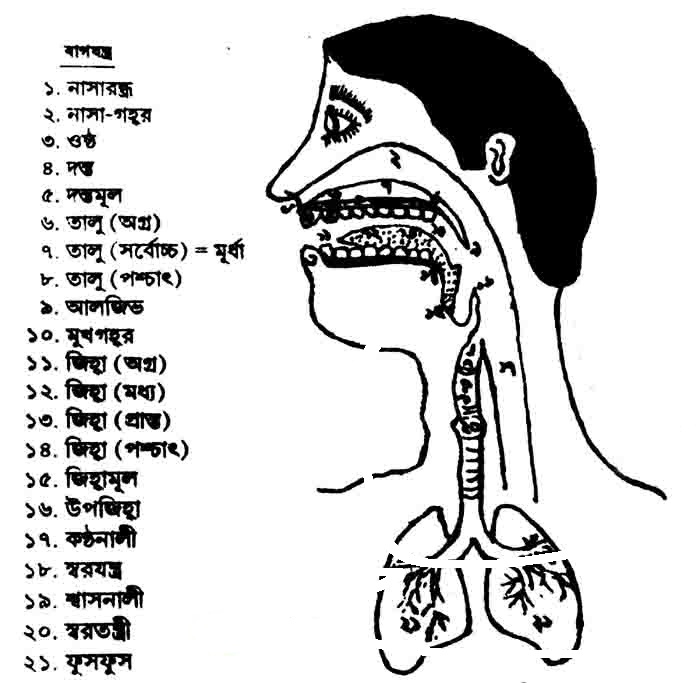 বাগযন্ত্র
১. নাসারন্ধ্র
২. নাসা-গহ্বর
৩. ওষ্ঠ
৪. দন্ত
৫. দন্তমূল
৬. তালু (অগ্র)
৭. তালু (সর্বোচ্চ) = মূর্ধা
৮. তালু (পশ্চাৎ)
৯. আলজিভ
১০. মুখগহ্বর
১১. জিহ্বা (অগ্র)
১২. জিহ্বা (মধ্য)
১৩. জিহ্বা (প্রান্ত)
১৪. জিহ্বা (পশ্চাৎ)
১৫. জিহ্বামূল
১৬. উপজিহ্বা
১৭. কণ্ঠনালী
১৮. স্বরযন্ত্র
১৯. শ্বাসনালী
২০. স্বরতন্ত্রী
২১. ফুসফুস
২
৭